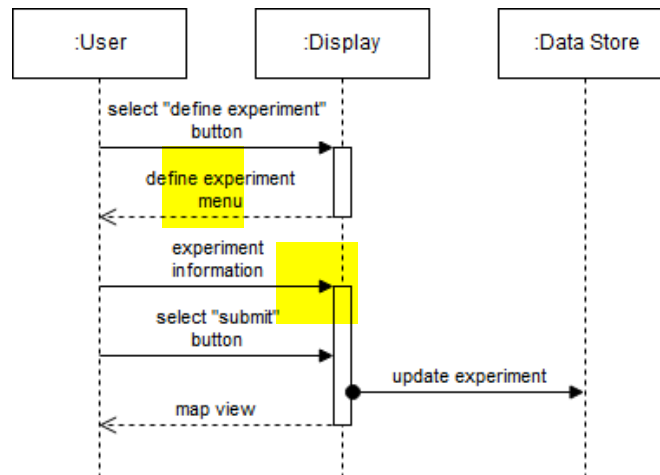 :User
:Display
:Data Store
select "define experiment"
button
define experiment
menu
experiment
information
select "submit"
button
update experiment
map view